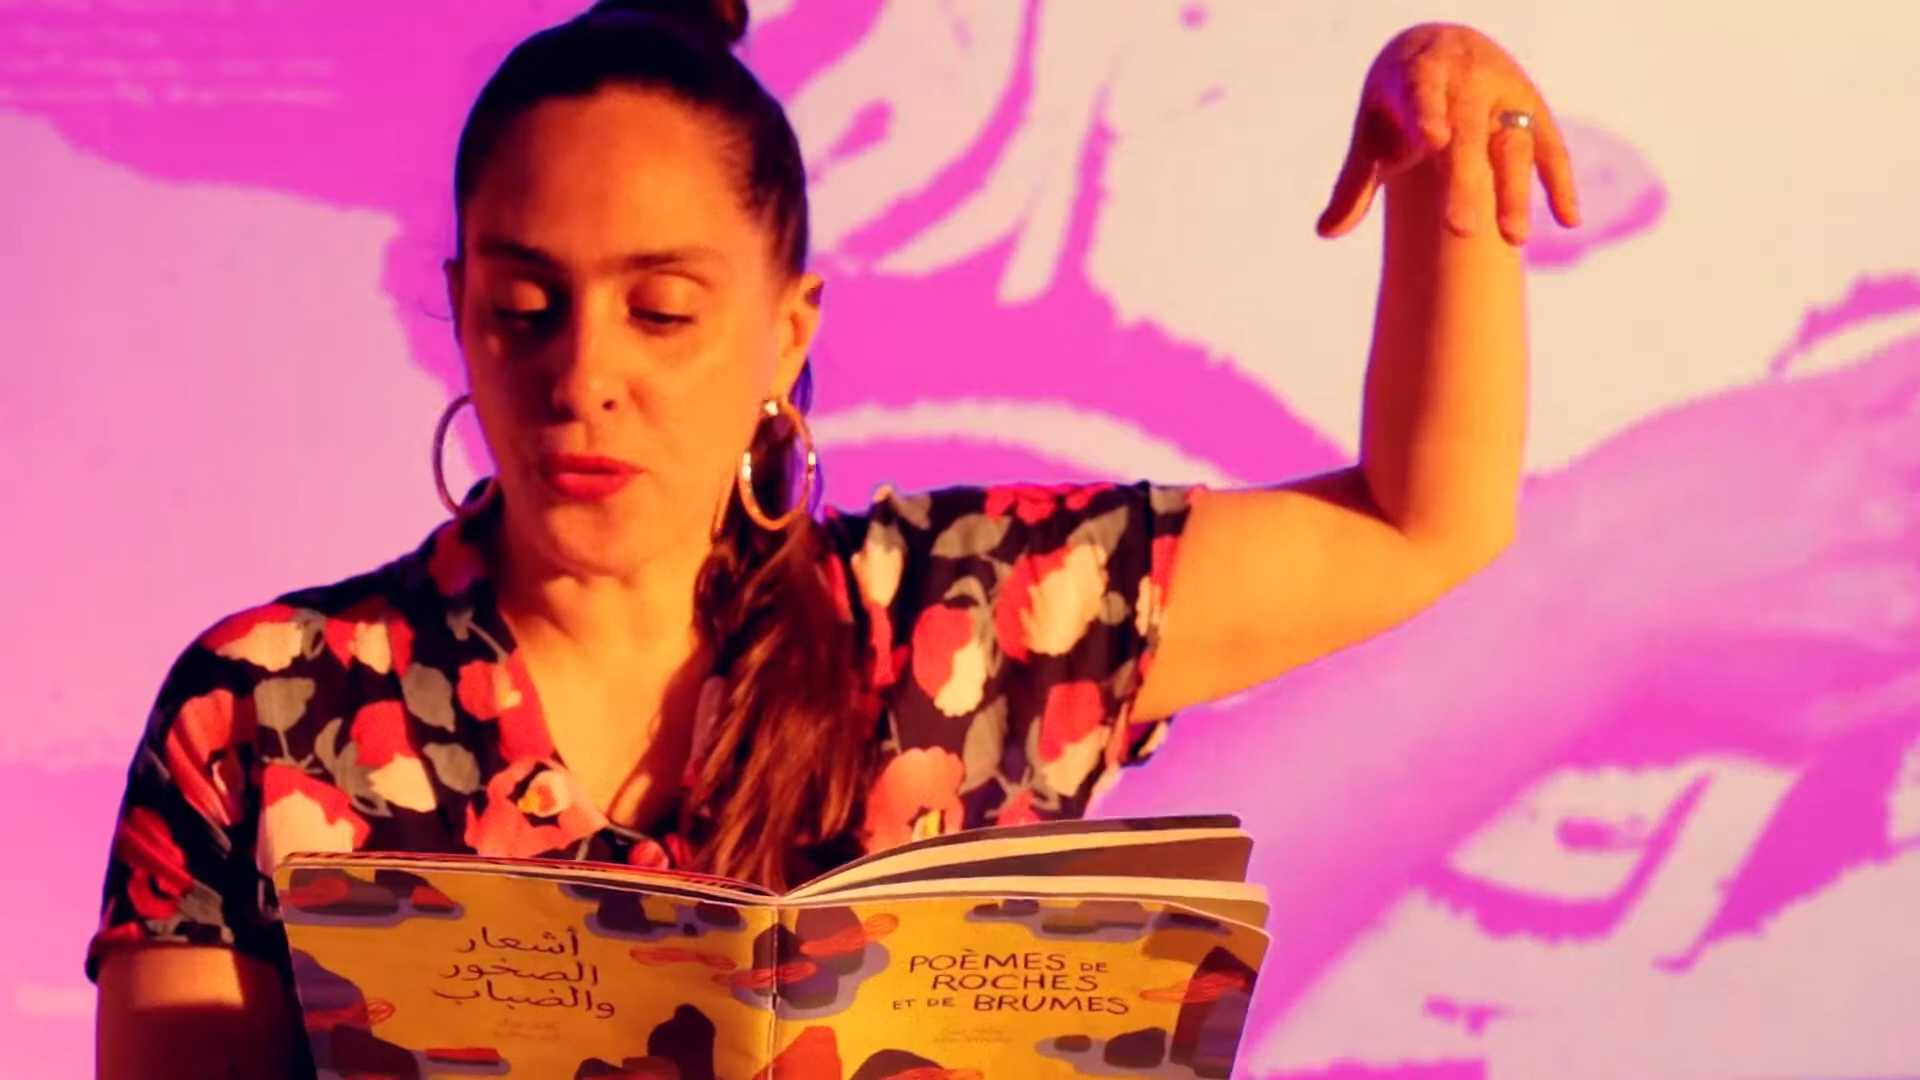 أشعار
الصخور
والضباب
POÈMES DE
ROCHES
ET DE BRUMES